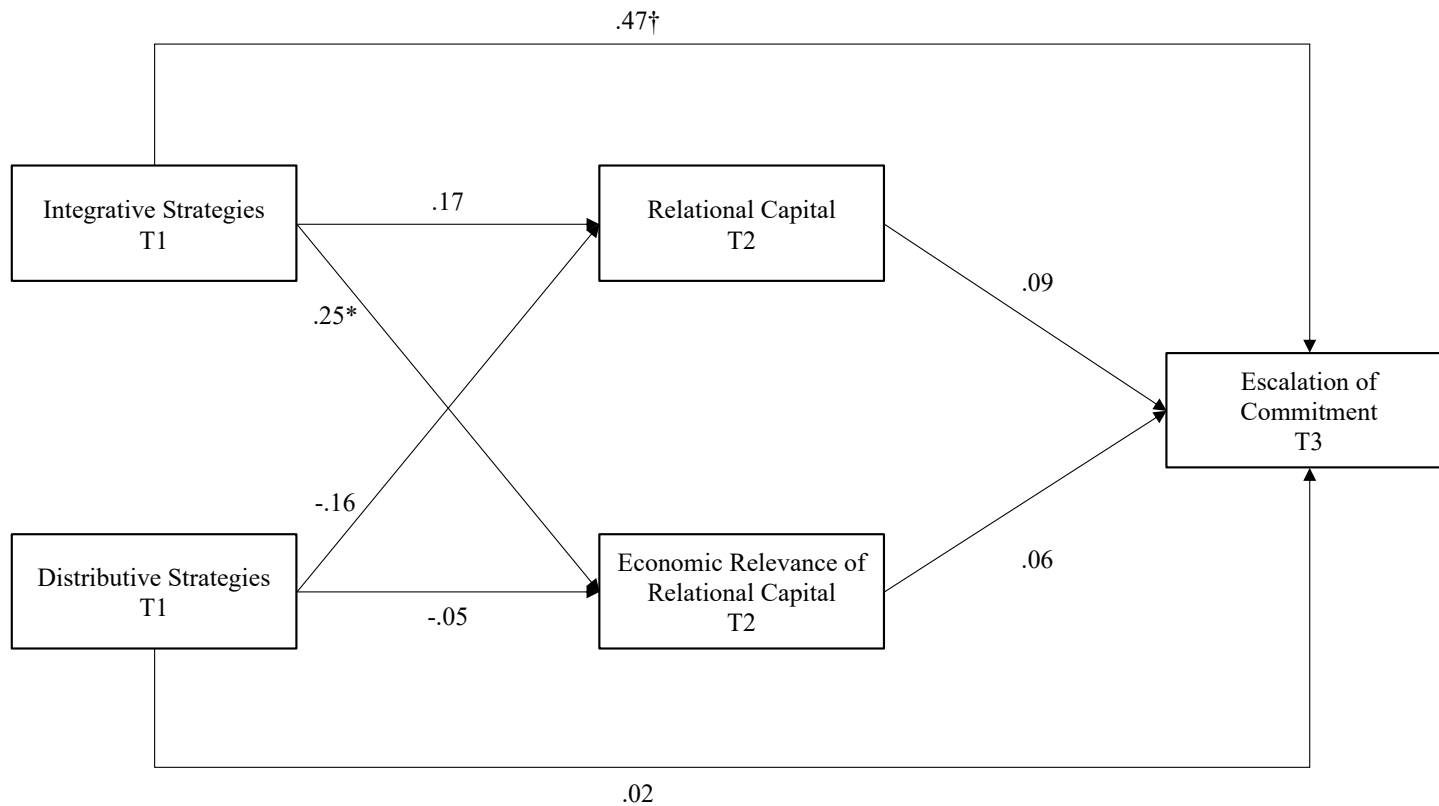 .47†
Integrative Strategies
T1
.17
Relational Capital
T2
.25*
.09
Escalation of
Commitment
T3
-.16
Distributive Strategies
T1
-.05
Economic Relevance of
Relational Capital
T2
.06
.02